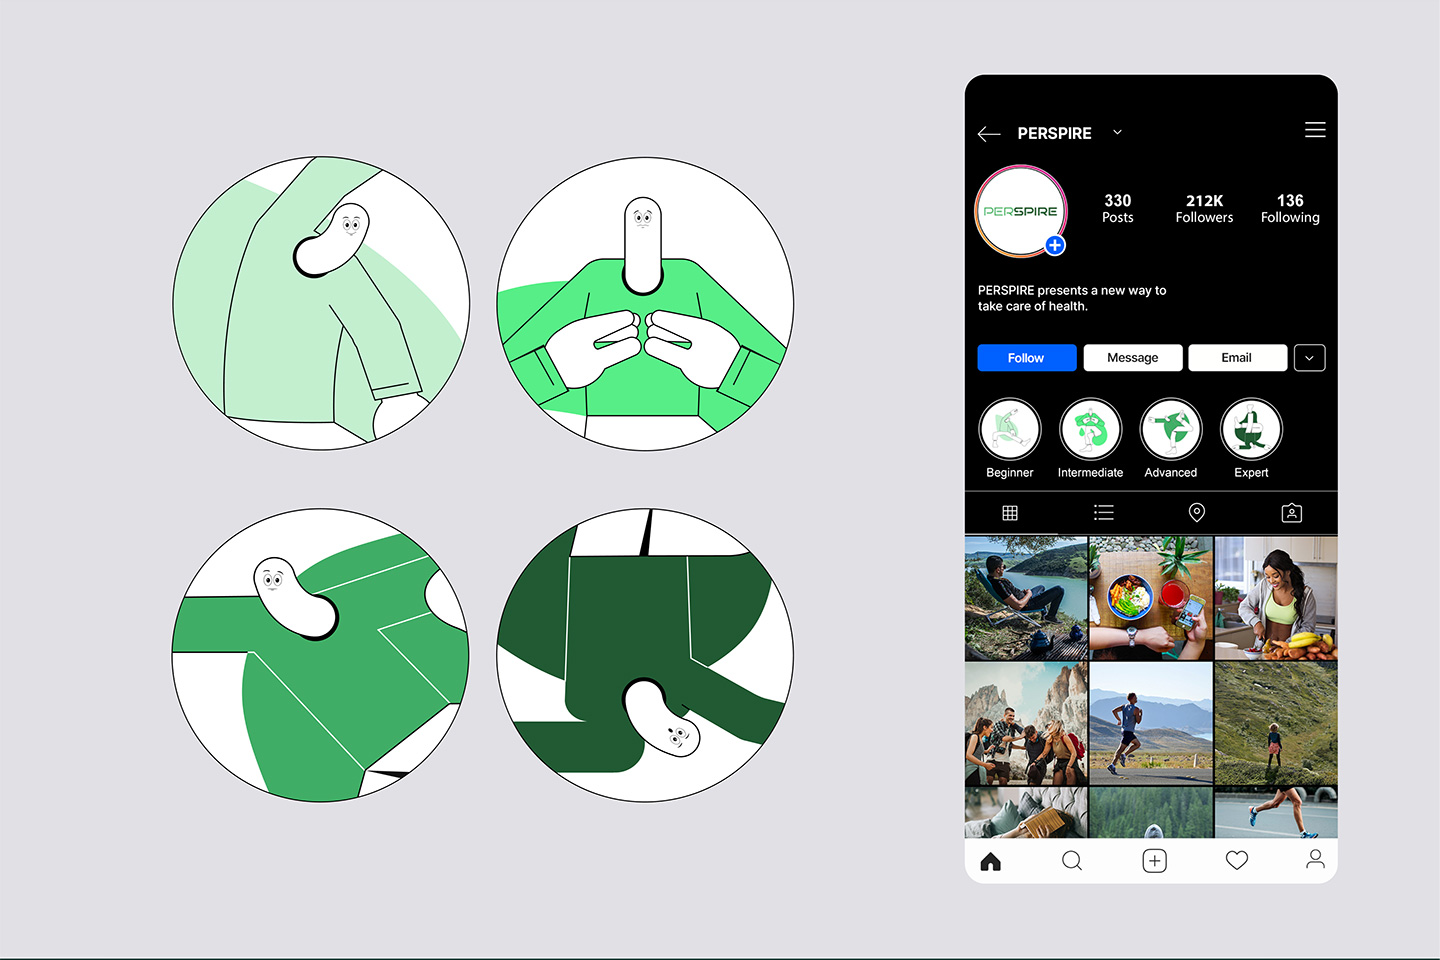 PERSPIRE
PERSPIRE
330 212K 136
Posts Followers Following
PERSPIRE presents a new way to
take care of health.
Follow Message Email
Beginner Intermediate Advanced Expert